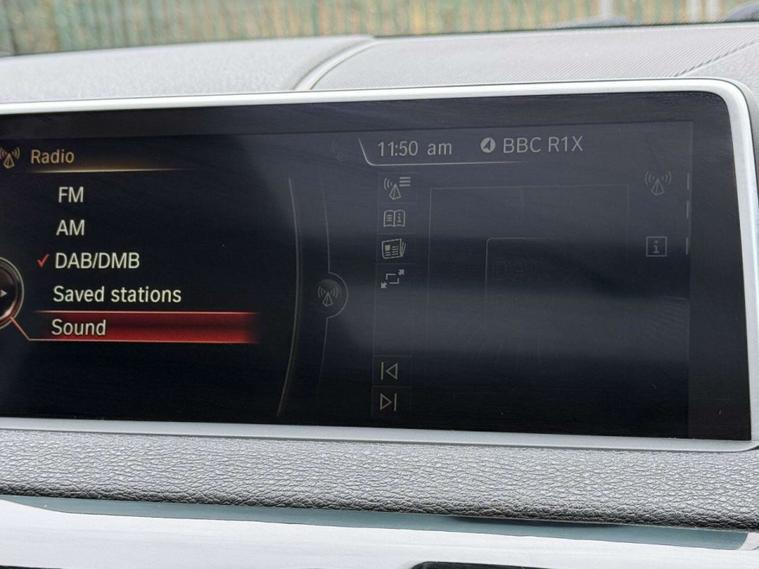 Radio
11:50 am BBC R1X
FM
AM
DAB/DMB
Saved stations
Sound